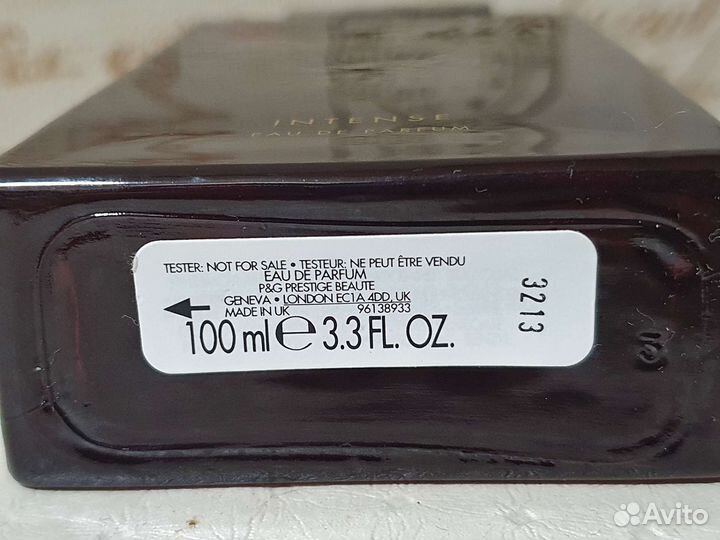 INTENSE
EAU DE PARFUM
TESTER: NOT FOR SALE • TESTEUR: NE PEUT ÊTRE VENDU
EAU DE PARFUM
P&G PRESTIGE BEAUTE
GENEVA • LONDON EC1A 4DD, UK
MADE IN UK 96138933
100 ml e 3.3 FL. OZ.
3213
Avito